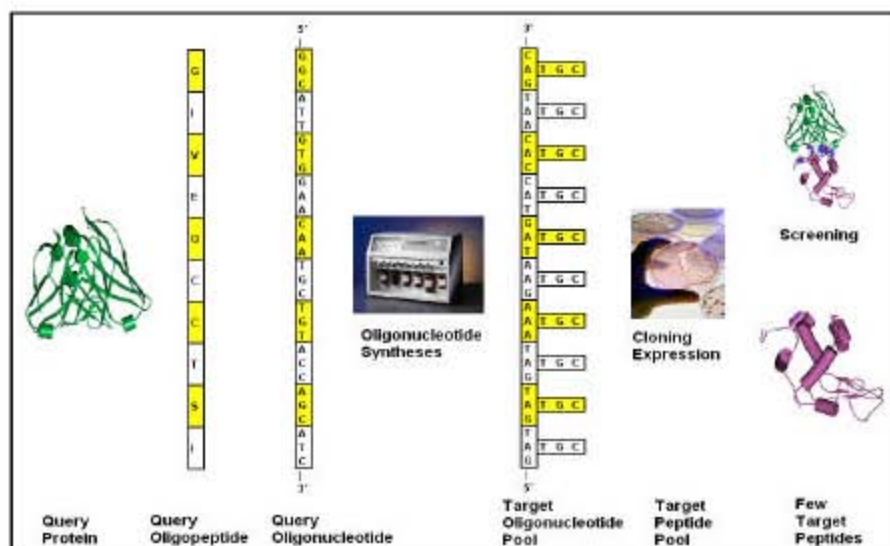 G
I
V
E
Q
C
C
T
S
I
5'
G
G
C
A
T
T
G
T
G
G
A
A
C
A
A
T
G
C
T
G
T
A
C
C
A
G
C
A
T
C
3'
3'
C
A T G C
G
T
A T G C
A
C
A T G C
C
C
A T G C
T
G
A T G C
T
A
A T G C
G
A
A T G C
A
T
A T G C
G
T
A T G C
G
T
A T G C
G
5'
Oligonucleotide
Syntheses
Cloning
Expression
Screening
Query
Protein
Query
Oligopeptide
Query
Oligonucleotide
Target
Oligonucleotide
Pool
Target
Peptide
Pool
Few
Target
Peptides